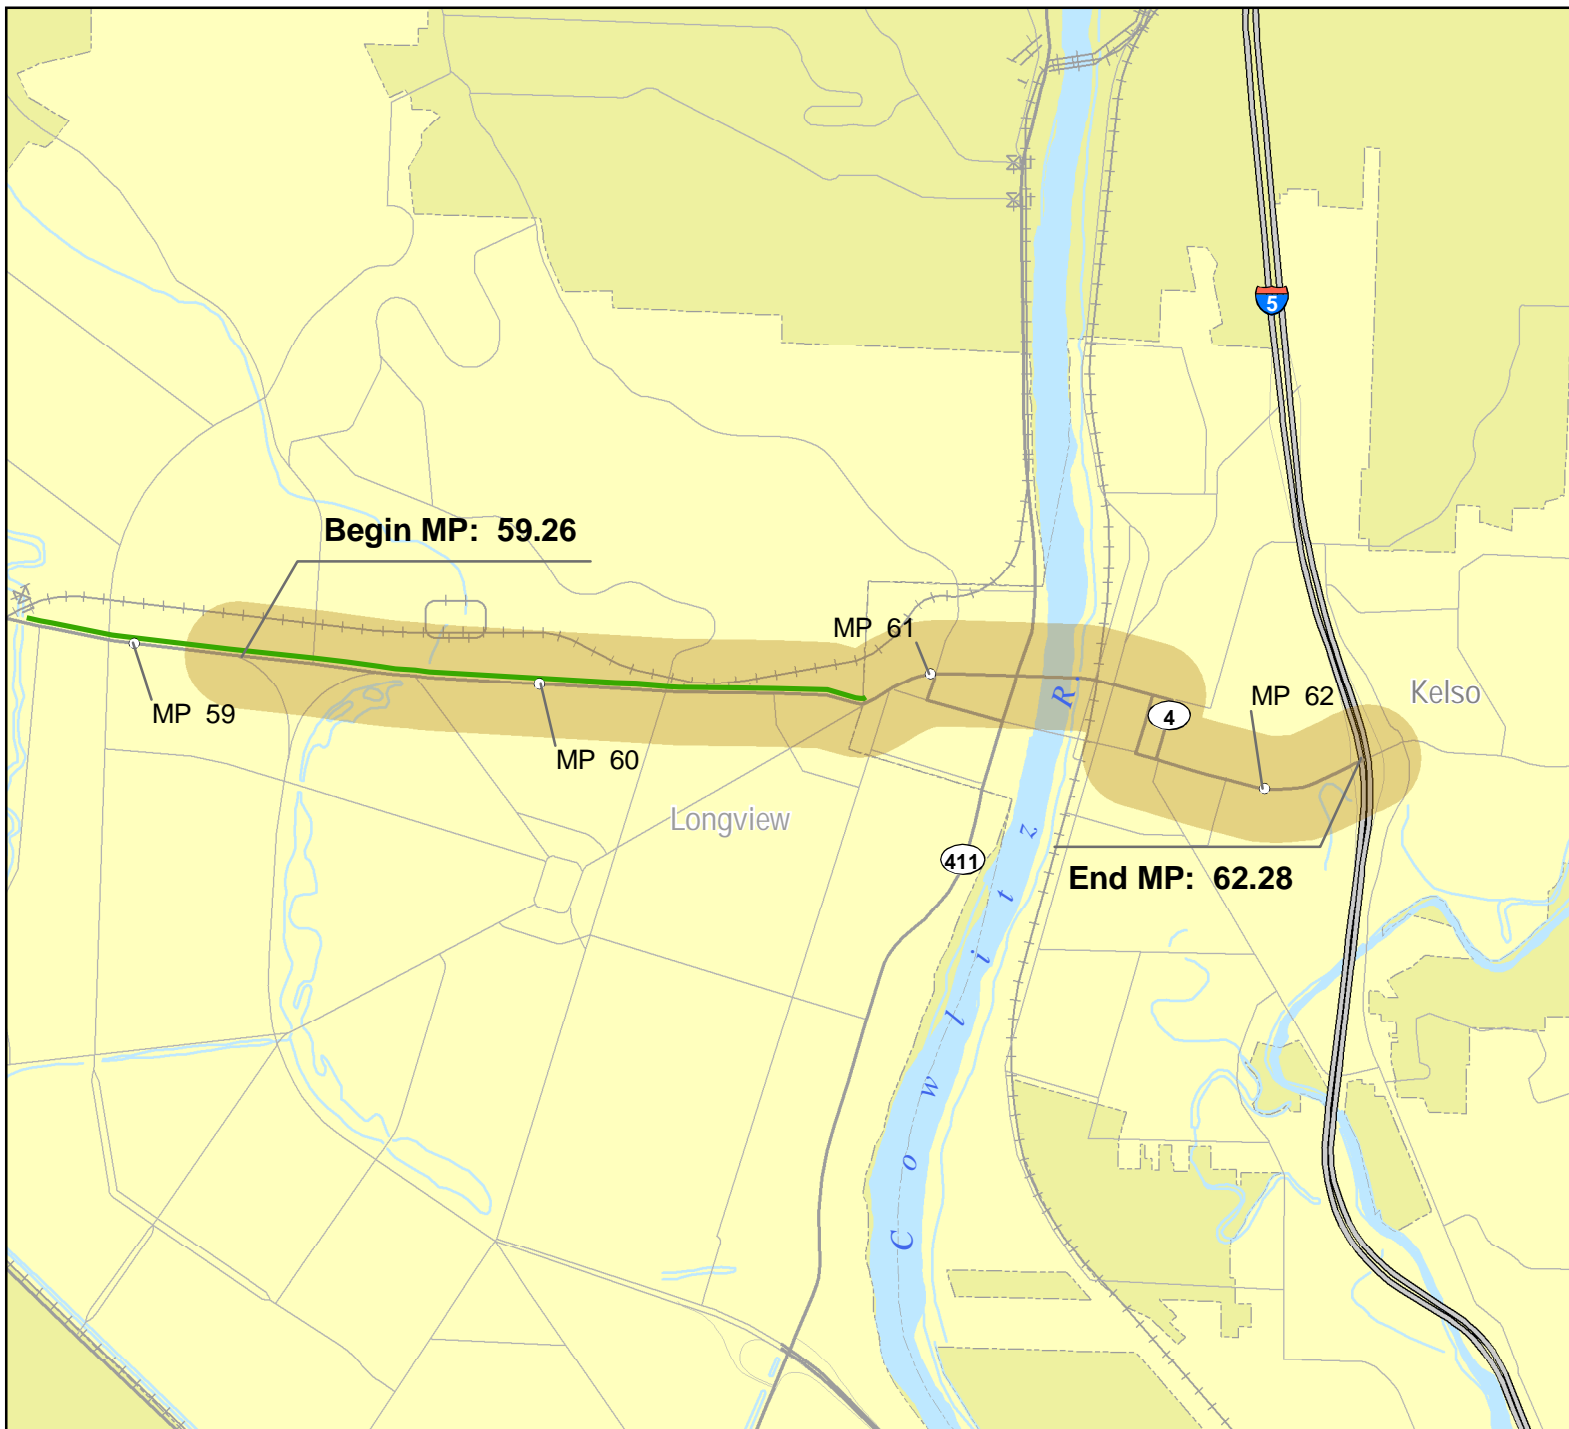 5
Begin MP: 59.26
MP 61
MP 59
MP 60
MP 62
Kelso
4
Longview
411
End MP: 62.28
Cowlitz R.